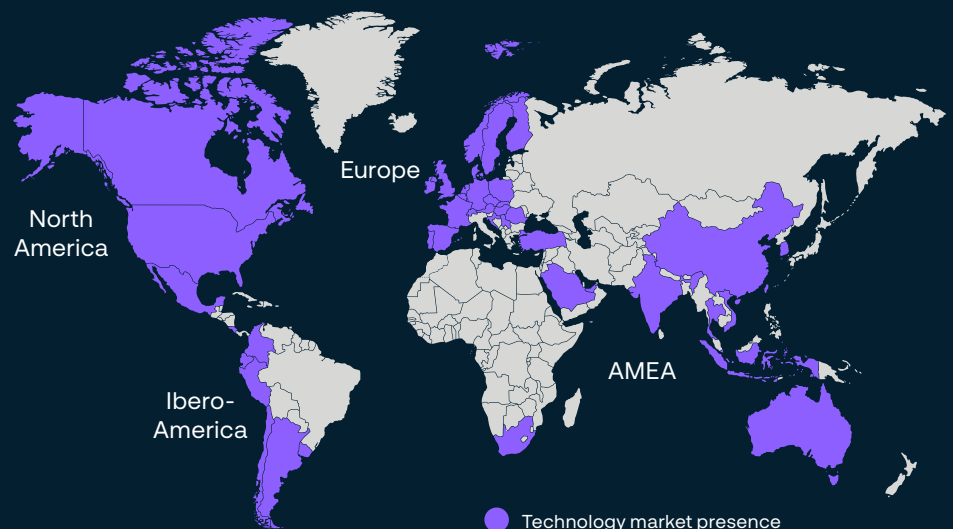 Europe
North
America
AMEA
Ibero-
America
Technology market presence